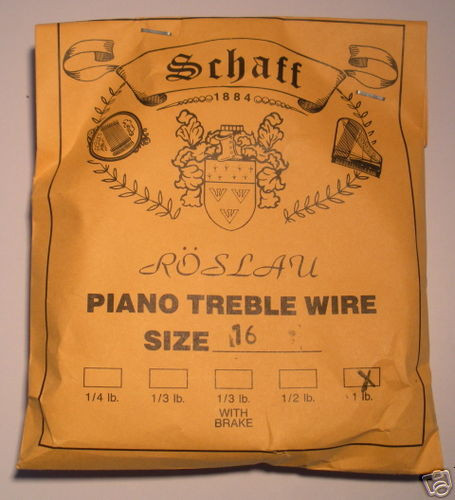 Schaff
1884
RÖSLAU
PIANO TREBLE WIRE
SIZE 16
X
1/4 lb. 1/3 lb. 1/3 lb. 1/2 lb. 1 lb.
WITH
BRAKE